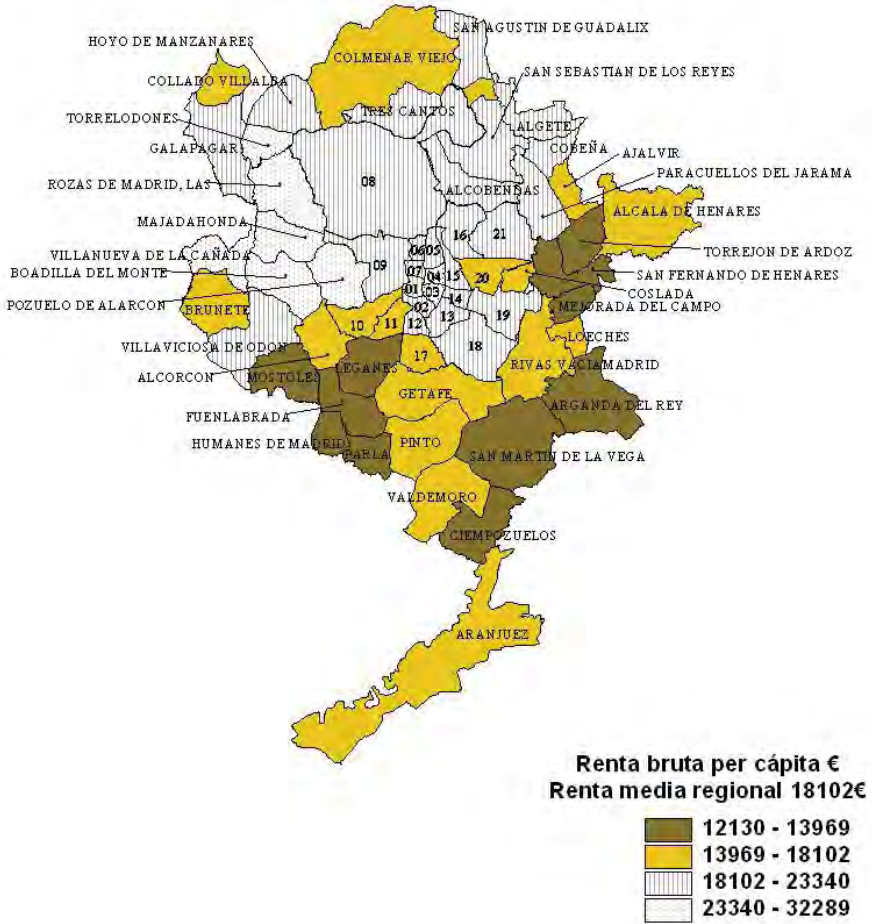 SAN AGUSTIN DE GUADALIX
HOYO DE MANZANARES
COLMENAR VIEJO
SAN SEBASTIAN DE LOS REYES
COLLADO VILLALBA
TRES CANTOS
TORRELODONES
ALGETE
GALAPAGAR
COBEÑA
AJALVIR
PARACUELLOS DEL JARAMA
ROZAS DE MADRID, LAS
08
ALCOBENDAS
ALCALA DE HENARES
MAJADAHONDA
16
21
VILLANUEVA DE LA CAÑADA
06
05
TORREJON DE ARDOZ
BOADILLA DEL MONTE
09
07
04
15
20
SAN FERNANDO DE HENARES
01
03
COSLADA
POZUELO DE ALARCON
BRUNETE
02
14
19
MEJORADA DEL CAMPO
10
11
12
13
LOECHES
VILLAVICIOSA DE ODON
17
18
RIVAS VACIAMADRID
ALCORCON
MOSTOLES
LEGANES
GETAFE
ARGANDA DEL REY
FUENLABRADA
HUMANES DE MADRID
PINTO
PARLA
SAN MARTIN DE LA VEGA
VALDEMORO
CIEMPOZUELOS
ARANJUEZ
Renta bruta per cápita €
Renta media regional 18102€
12130 - 13969
13969 - 18102
18102 - 23340
23340 - 32289